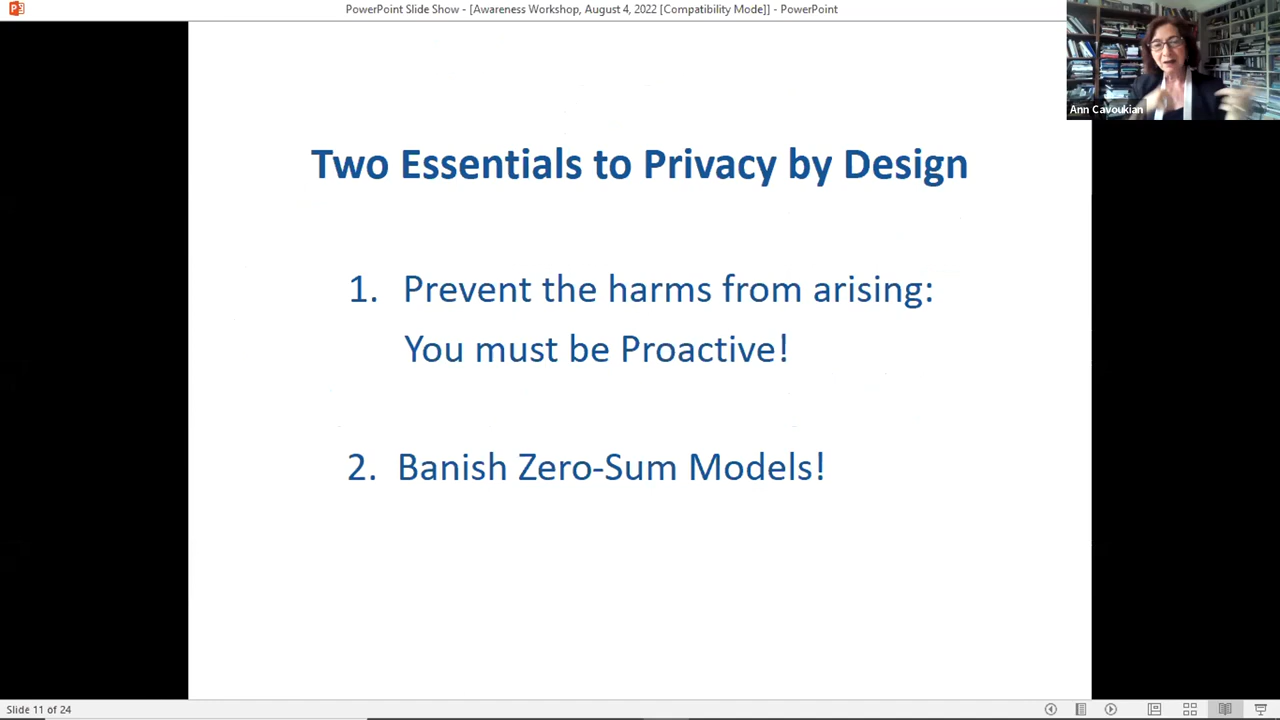 PowerPoint Slide Show - [Awareness Workshop, August 4, 2022 [Compatibility Mode]] - PowerPoint
Ann Cavoukian
Two Essentials to Privacy by Design
1. Prevent the harms from arising:
You must be Proactive!
2. Banish Zero-Sum Models!
Slide 11 of 24